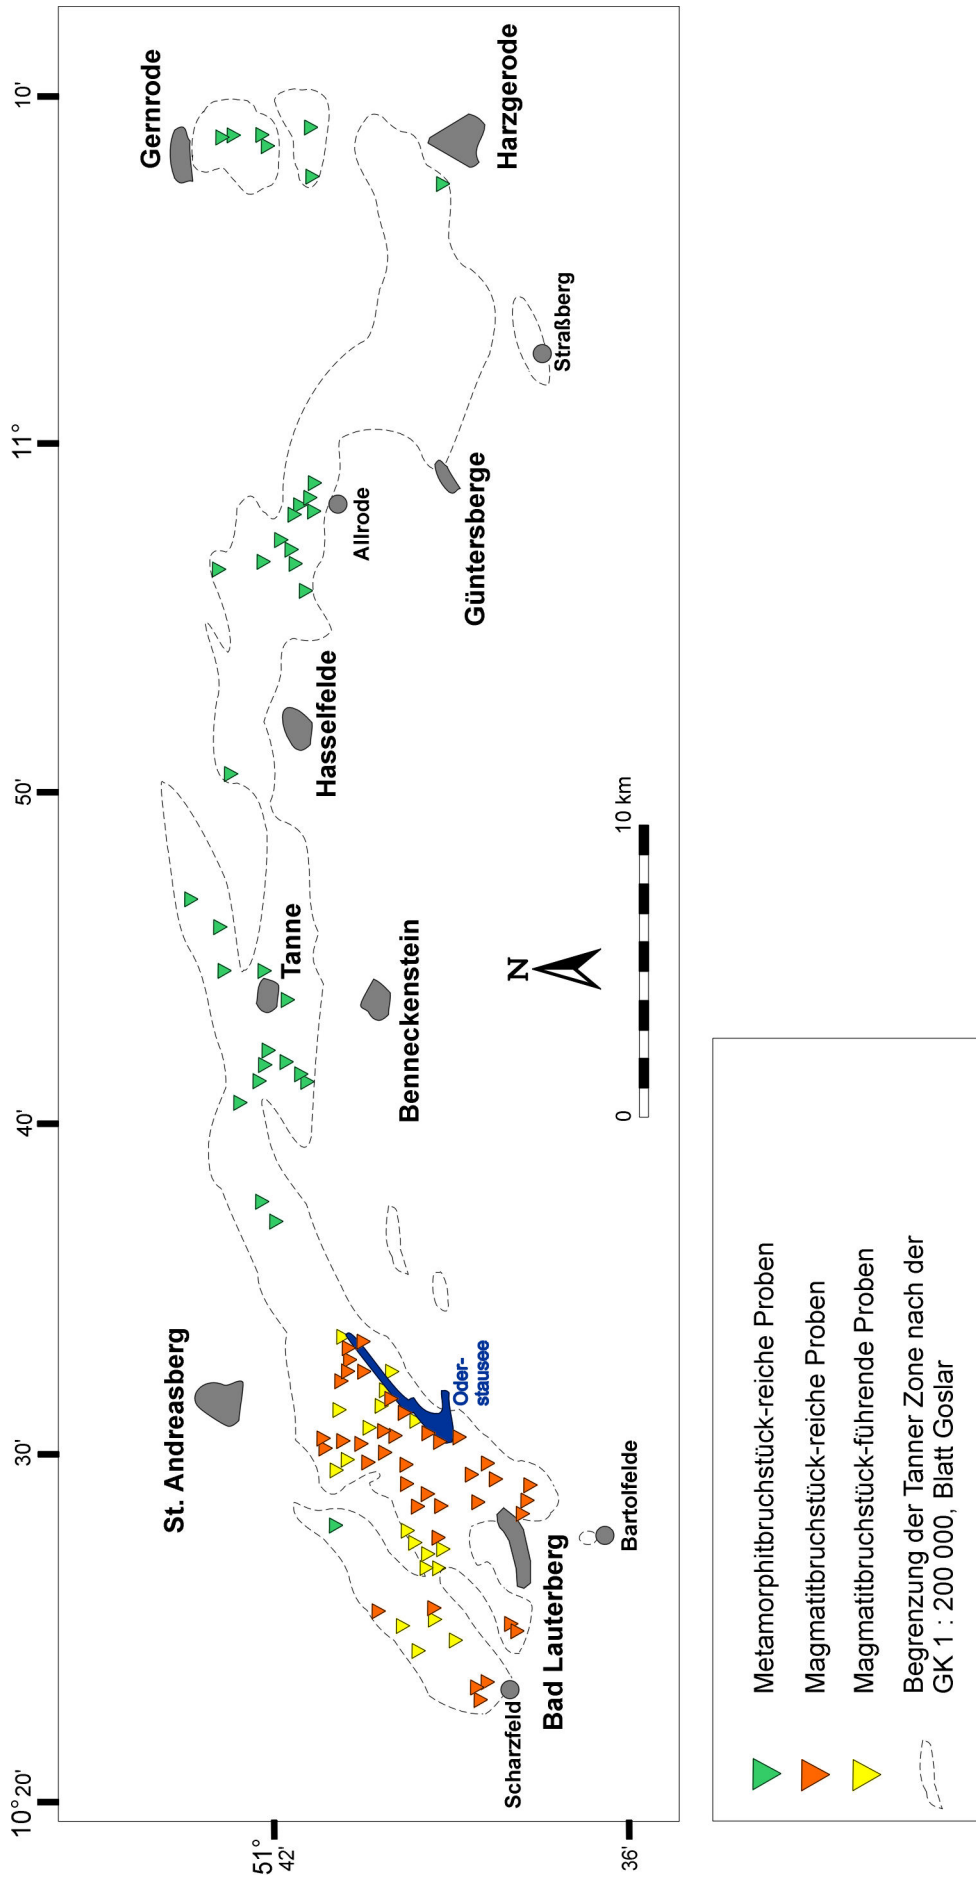 10°20'
30'
40'
50'
11°
10'
51°
42'
36'
St. Andreasberg
Gernrode
Tanne
Hasselfelde
Allrode
Harzgerode
Güntersberge
Straßberg
Benneckenstein
Oder-
stausee
Bartolfelde
Bad Lauterberg
Scharzfeld
N
0
10 km
Metamorphitbruchstück-reiche Proben
Magmatitbruchstück-reiche Proben
Magmatitbruchstück-führende Proben
Begrenzung der Tanner Zone nach der
GK 1 : 200 000, Blatt Goslar